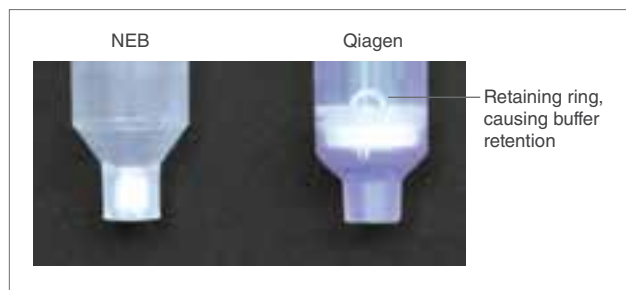 NEB
Qiagen
Retaining ring,
causing buffer
retention